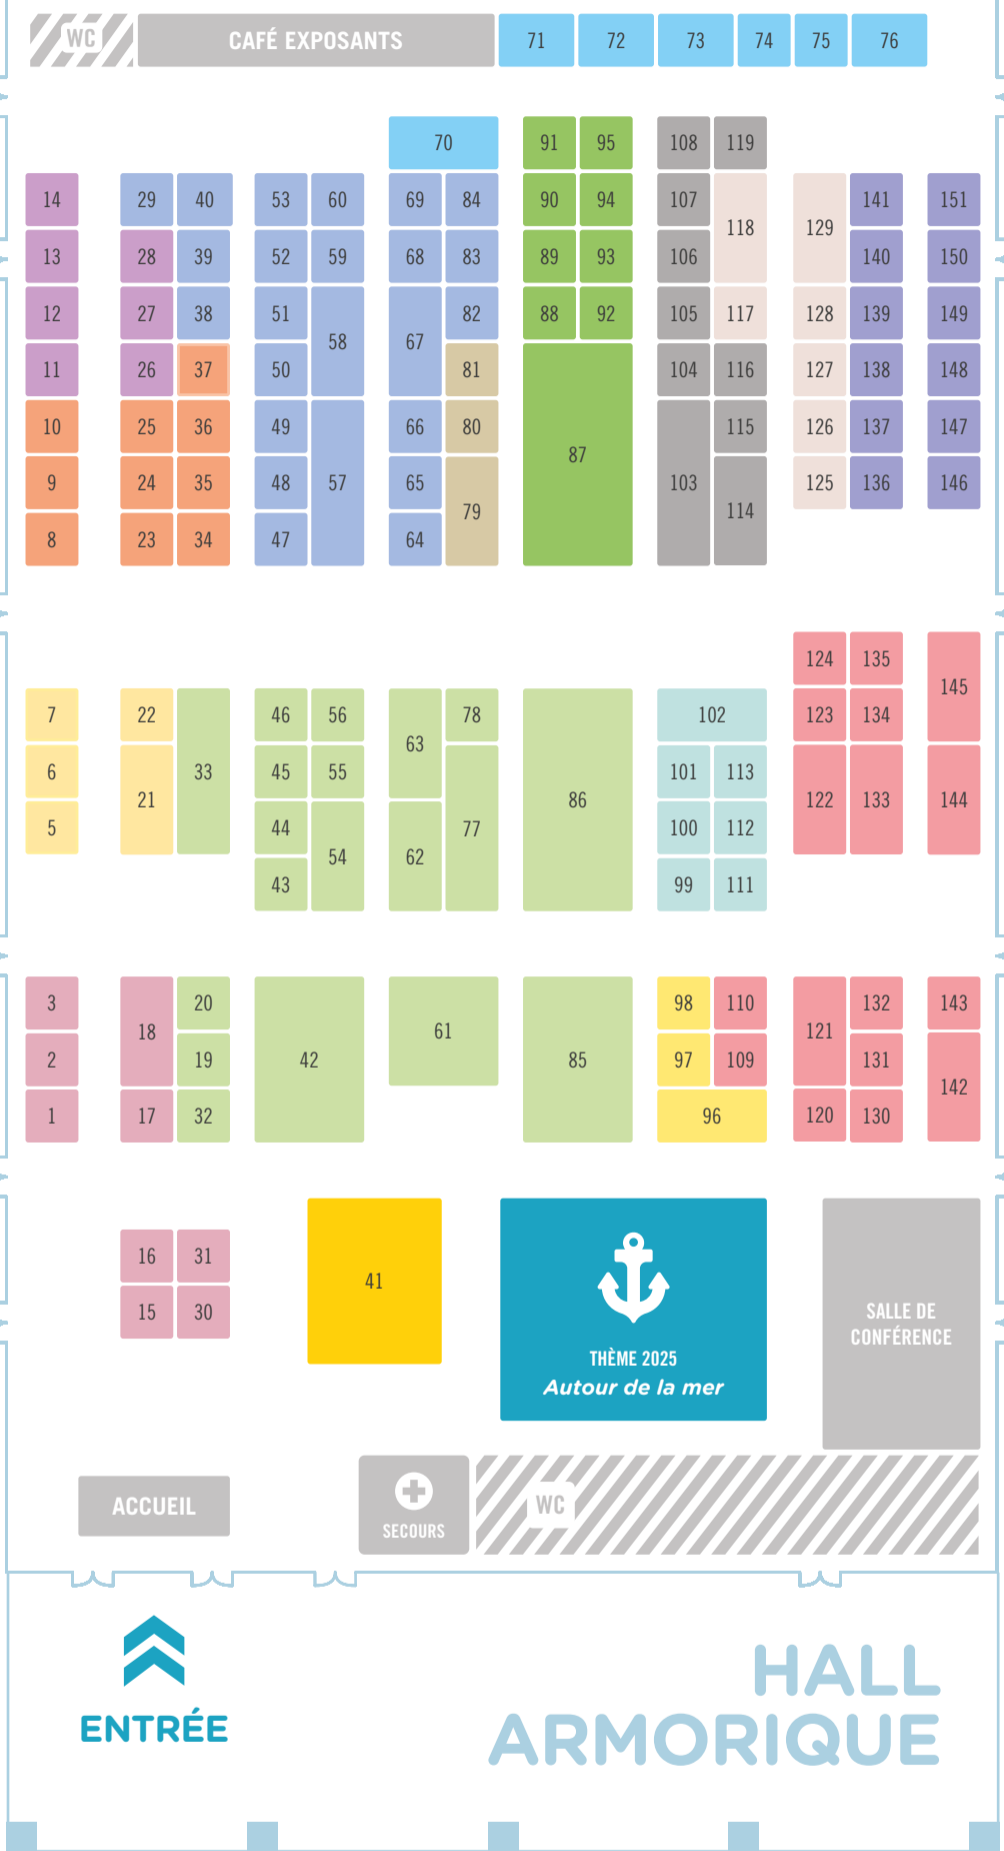 WC
CAFÉ EXPOSANTS
71 72 73 74 75 76
70 91 95 108 119
14 29 40 53 60 69 84 90 94 107 118 129 141 151
13 28 39 52 59 68 83 89 93 106 140 150
12 27 38 51 58 67 82 88 92 105 117 128 139 149
11 26 37 50 81 104 116 127 138 148
10 25 36 49 66 80 87 115 126 137 147
9 24 35 48 57 65 79 103 114 125 136 146
8 23 34 47 64
124 135 145
7 22 46 56 63 78 102 123 134
6 21 33 45 55 86 101 113 122 133 144
5 44 54 62 77 100 112
43 99 111
3 18 20 42 61 85 98 110 121 132 143
2 19 97 109 131 142
1 17 32 96 120 130
16 31 41
15 30
THÈME 2025
Autour de la mer
SALLE DE
CONFÉRENCE
ACCUEIL
SECOURS
WC
ENTRÉE
HALL
ARMORIQUE